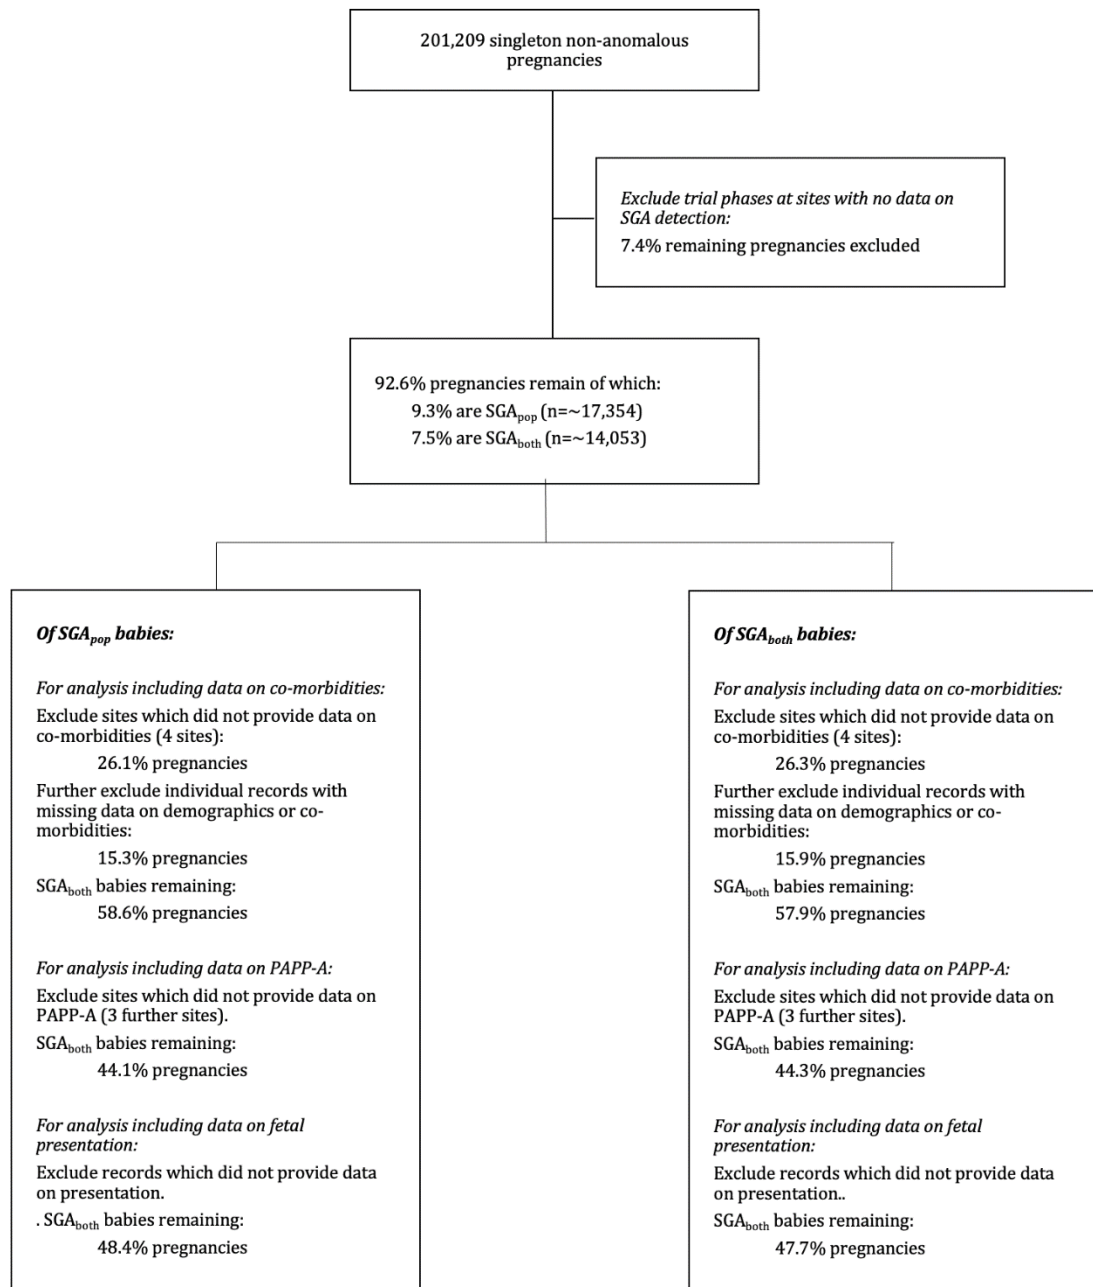 201,209 singleton non-anomalous
pregnancies
Exclude trial phases at sites with no data on
SGA detection:
7.4% remaining pregnancies excluded
92.6% pregnancies remain of which:
9.3% are SGApop (n=~17,354)
7.5% are SGAboth (n=~14,053)
Of SGApop babies:
For analysis including data on co-morbidities:
Exclude sites which did not provide data on
co-morbidities (4 sites):
26.1% pregnancies
Further exclude individual records with
missing data on demographics or co-
morbidities:
15.3% pregnancies
SGAboth babies remaining:
58.6% pregnancies
For analysis including data on PAPP-A:
Exclude sites which did not provide data on
PAPP-A (3 further sites).
SGAboth babies remaining:
44.1% pregnancies
For analysis including data on fetal
presentation:
Exclude records which did not provide data
on presentation.
. SGAboth babies remaining:
48.4% pregnancies
Of SGAboth babies:
For analysis including data on co-morbidities:
Exclude sites which did not provide data on
co-morbidities (4 sites):
26.3% pregnancies
Further exclude individual records with
missing data on demographics or co-
morbidities:
15.9% pregnancies
SGAboth babies remaining:
57.9% pregnancies
For analysis including data on PAPP-A:
Exclude sites which did not provide data on
PAPP-A (3 further sites).
SGAboth babies remaining:
44.3% pregnancies
For analysis including data on fetal
presentation:
Exclude records which did not provide data
on presentation..
SGAboth babies remaining:
47.7% pregnancies